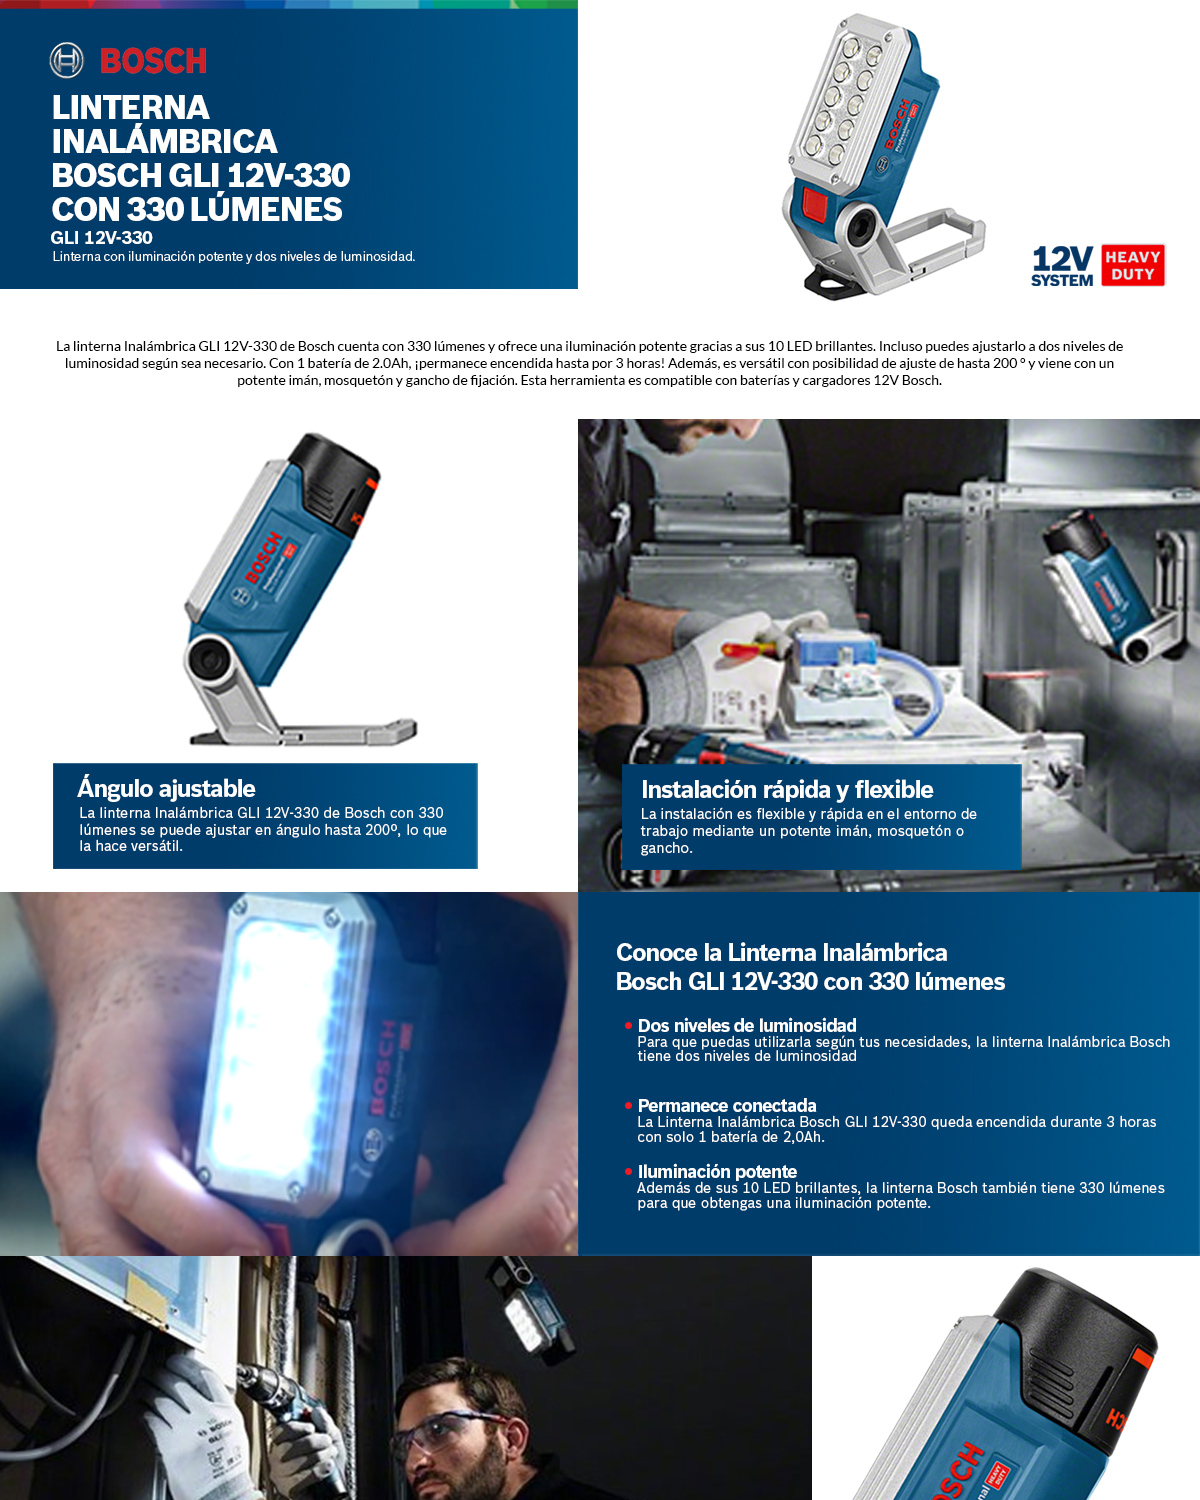 BOSCH
LINTERNA
INALÁMBRICA
BOSCH GLI 12V-330
CON 330 LÚMENES
GLI 12V-330
Linterna con iluminación potente y dos niveles de luminosidad.
BOSCH
Professional
12V
SYSTEM
HEAVY
DUTY
La linterna Inalámbrica GLI 12V-330 de Bosch cuenta con 330 lúmenes y ofrece una iluminación potente gracias a sus 10 LED brillantes. Incluso puedes ajustarlo a dos niveles de
luminosidad según sea necesario. Con 1 batería de 2.0Ah, ¡permanece encendida hasta por 3 horas! Además, es versátil con posibilidad de ajuste de hasta 200 º y viene con un
potente imán, mosquetón y gancho de fijación. Esta herramienta es compatible con baterías y cargadores 12V Bosch.
BOSCH
Ángulo ajustable
La linterna Inalámbrica GLI 12V-330 de Bosch con 330
lúmenes se puede ajustar en ángulo hasta 200º, lo que
la hace versátil.
Instalación rápida y flexible
La instalación es flexible y rápida en el entorno de
trabajo mediante un potente imán, mosquetón o
gancho.
BOSCH
Conoce la Linterna Inalámbrica
Bosch GLI 12V-330 con 330 lúmenes
• Dos niveles de luminosidad
Para que puedas utilizarla según tus necesidades, la linterna Inalámbrica Bosch
tiene dos niveles de luminosidad
• Permanece conectada
La Linterna Inalámbrica Bosch GLI 12V-330 queda encendida durante 3 horas
con solo 1 batería de 2,0Ah.
• Iluminación potente
Además de sus 10 LED brillantes, la linterna Bosch también tiene 330 lúmenes
para que obtengas una iluminación potente.
BOSCH
CH
OSCH
HEAVY
DUTY
nal